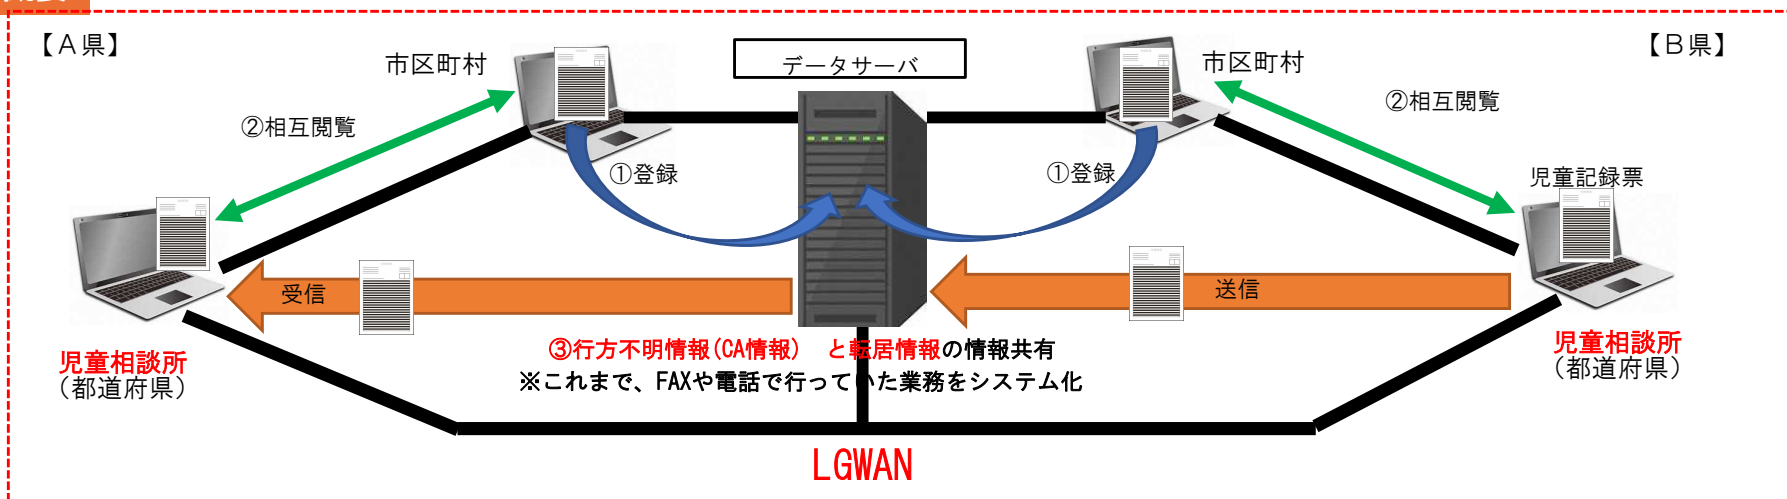 【Ａ県】
市区町村
データサーバ
市区町村
【Ｂ県】
②相互閲覧
②相互閲覧
①登録
①登録
児童記録票
受信
送信
児童相談所
（都道府県）
③行方不明情報(CA情報)　と転居情報の情報共有
※これまで、FAXや電話で行っていた業務をシステム化
児童相談所
（都道府県）
LGWAN